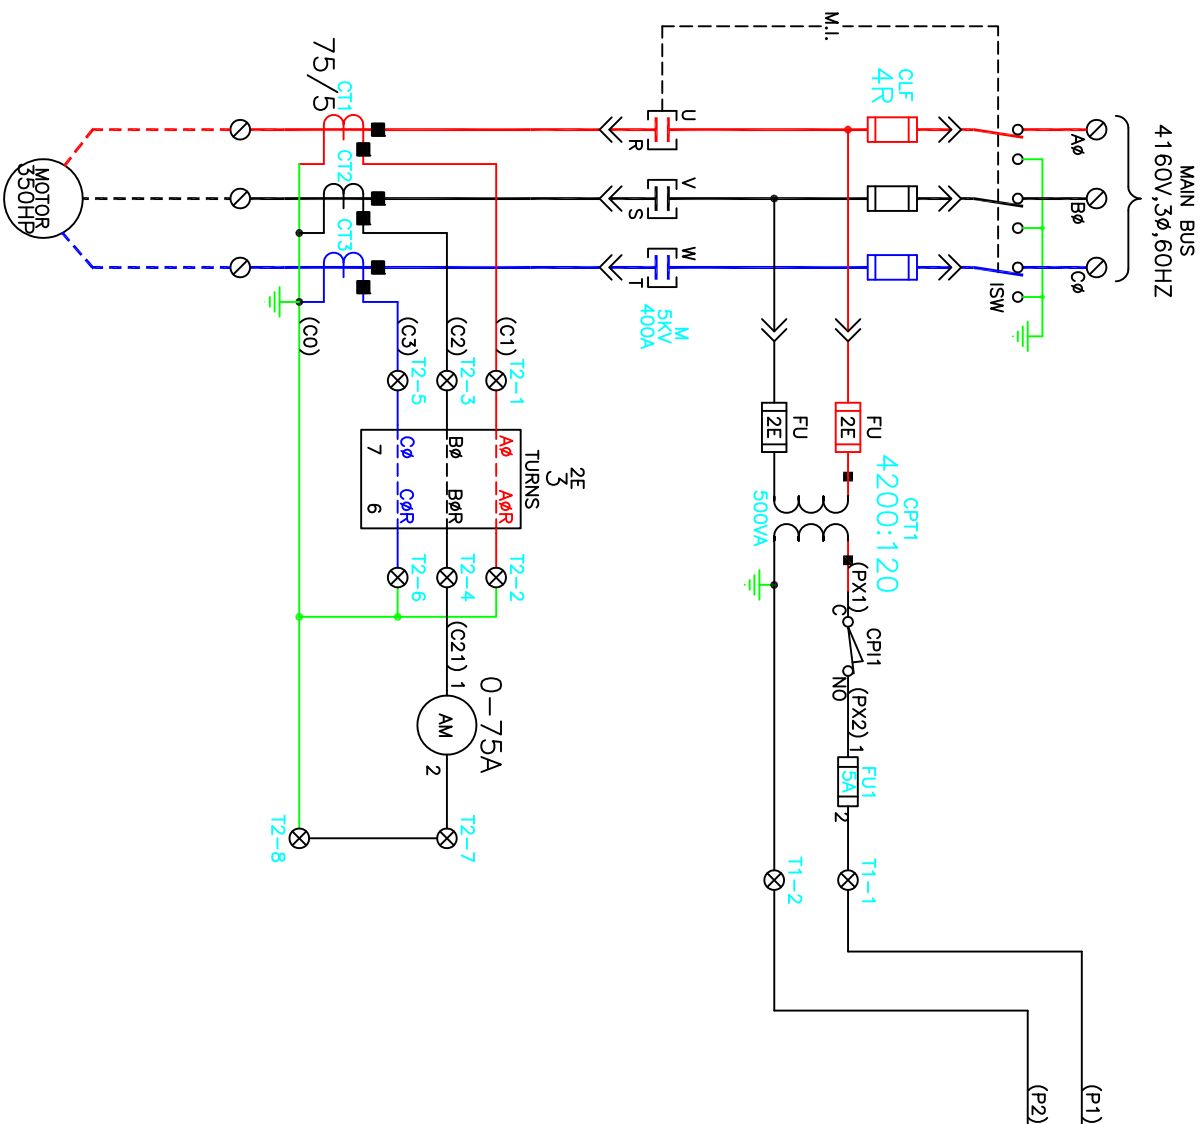 MAIN BUS
4160V,3Ø,60HZ
AØ
BØ
CØ
ISW
M.I.
CLF
4R
U
R
V
S
W
T
M
5KV
400A
75/5
CT1
CT2
CT3
MOTOR
350HP
FU
2E
FU
2E
CPT1
4200:120
500VA
(PX1)
C
CPI1
NO
(PX2)
1
FU1
5A
2
T1-1
T1-2
(P1)
(P2)
(C1)
(C2)
(C3)
(C0)
T2-1
T2-3
T2-5
2E
3
TURNS
AØ
AØR
BØ
BØR
CØ
CØR
7
6
T2-2
T2-4
T2-6
(C21)
1
0-75A
AM
2
T2-7
T2-8